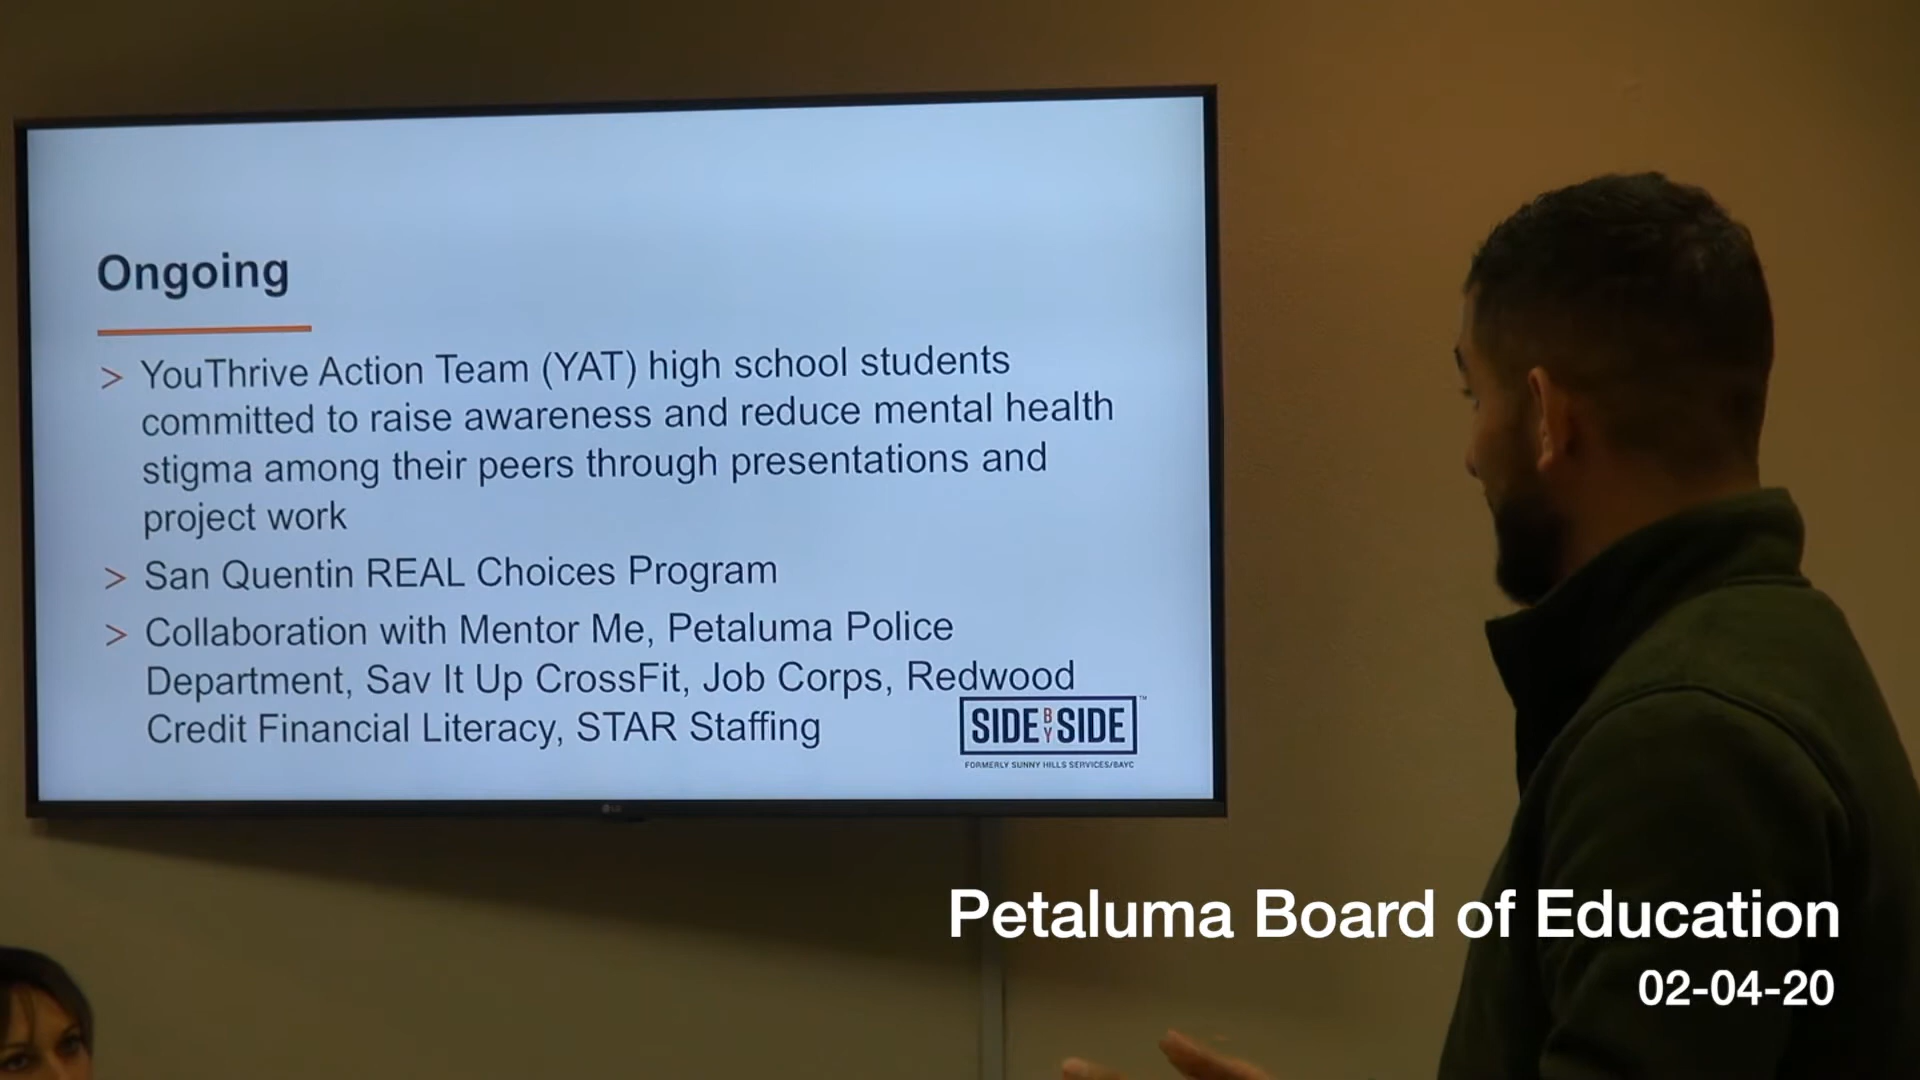 Ongoing
> YouThrive Action Team (YAT) high school students
committed to raise awareness and reduce mental health
stigma among their peers through presentations and
project work
> San Quentin REAL Choices Program
> Collaboration with Mentor Me, Petaluma Police
Department, Sav It Up CrossFit, Job Corps, Redwood
Credit Financial Literacy, STAR Staffing
SIDE BY SIDE™
FORMERLY SUNNY HILLS SERVICES/BAYC
LG
Petaluma Board of Education
02-04-20